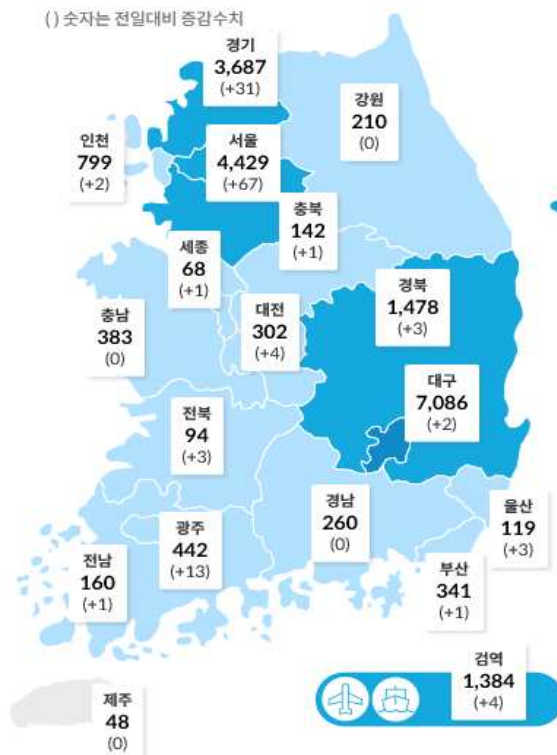 ( ) 숫자는 전일대비 증감수치
경기
3,687
(+31)
강원
210
(0)
인천
799
(+2)
서울
4,429
(+67)
충북
142
(+1)
세종
68
(+1)
경북
1,478
(+3)
충남
383
(0)
대전
302
(+4)
대구
7,086
(+2)
전북
94
(+3)
경남
260
(0)
울산
119
(+3)
광주
442
(+13)
전남
160
(+1)
부산
341
(+1)
검역
1,384
(+4)
제주
48
(0)